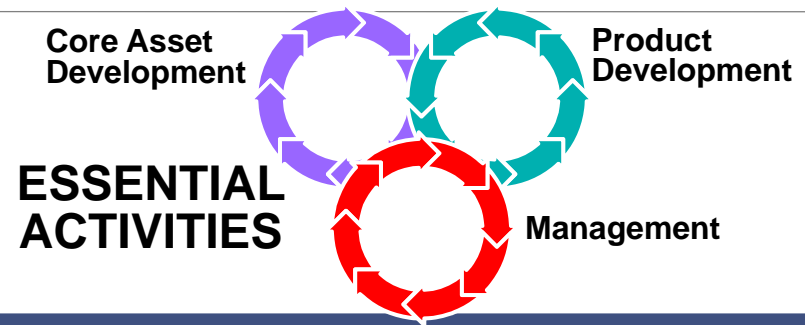 Core Asset
Development
Product
Development
ESSENTIAL
ACTIVITIES
Management